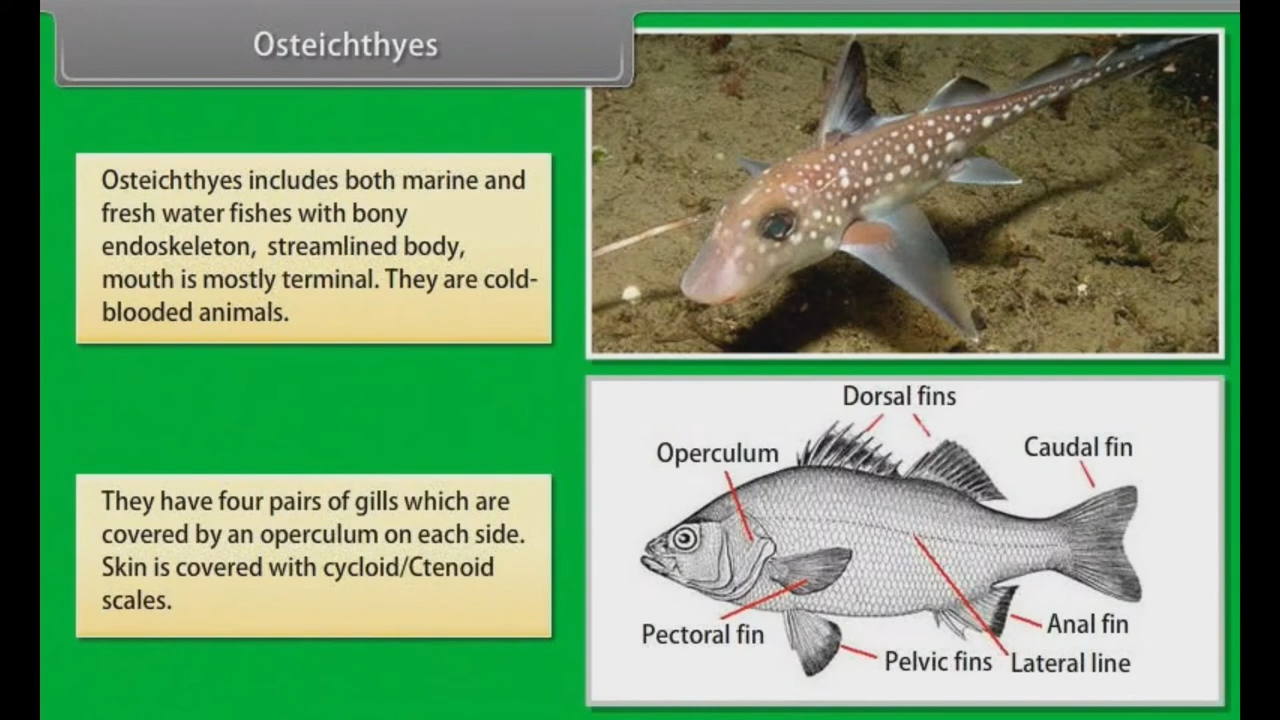 Osteichthyes
Osteichthyes includes both marine and
fresh water fishes with bony
endoskeleton, streamlined body,
mouth is mostly terminal. They are cold-
blooded animals.
They have four pairs of gills which are
covered by an operculum on each side.
Skin is covered with cycloid/Ctenoid
scales.
Dorsal fins
Operculum
Caudal fin
Pectoral fin
Anal fin
Pelvic fins
Lateral line